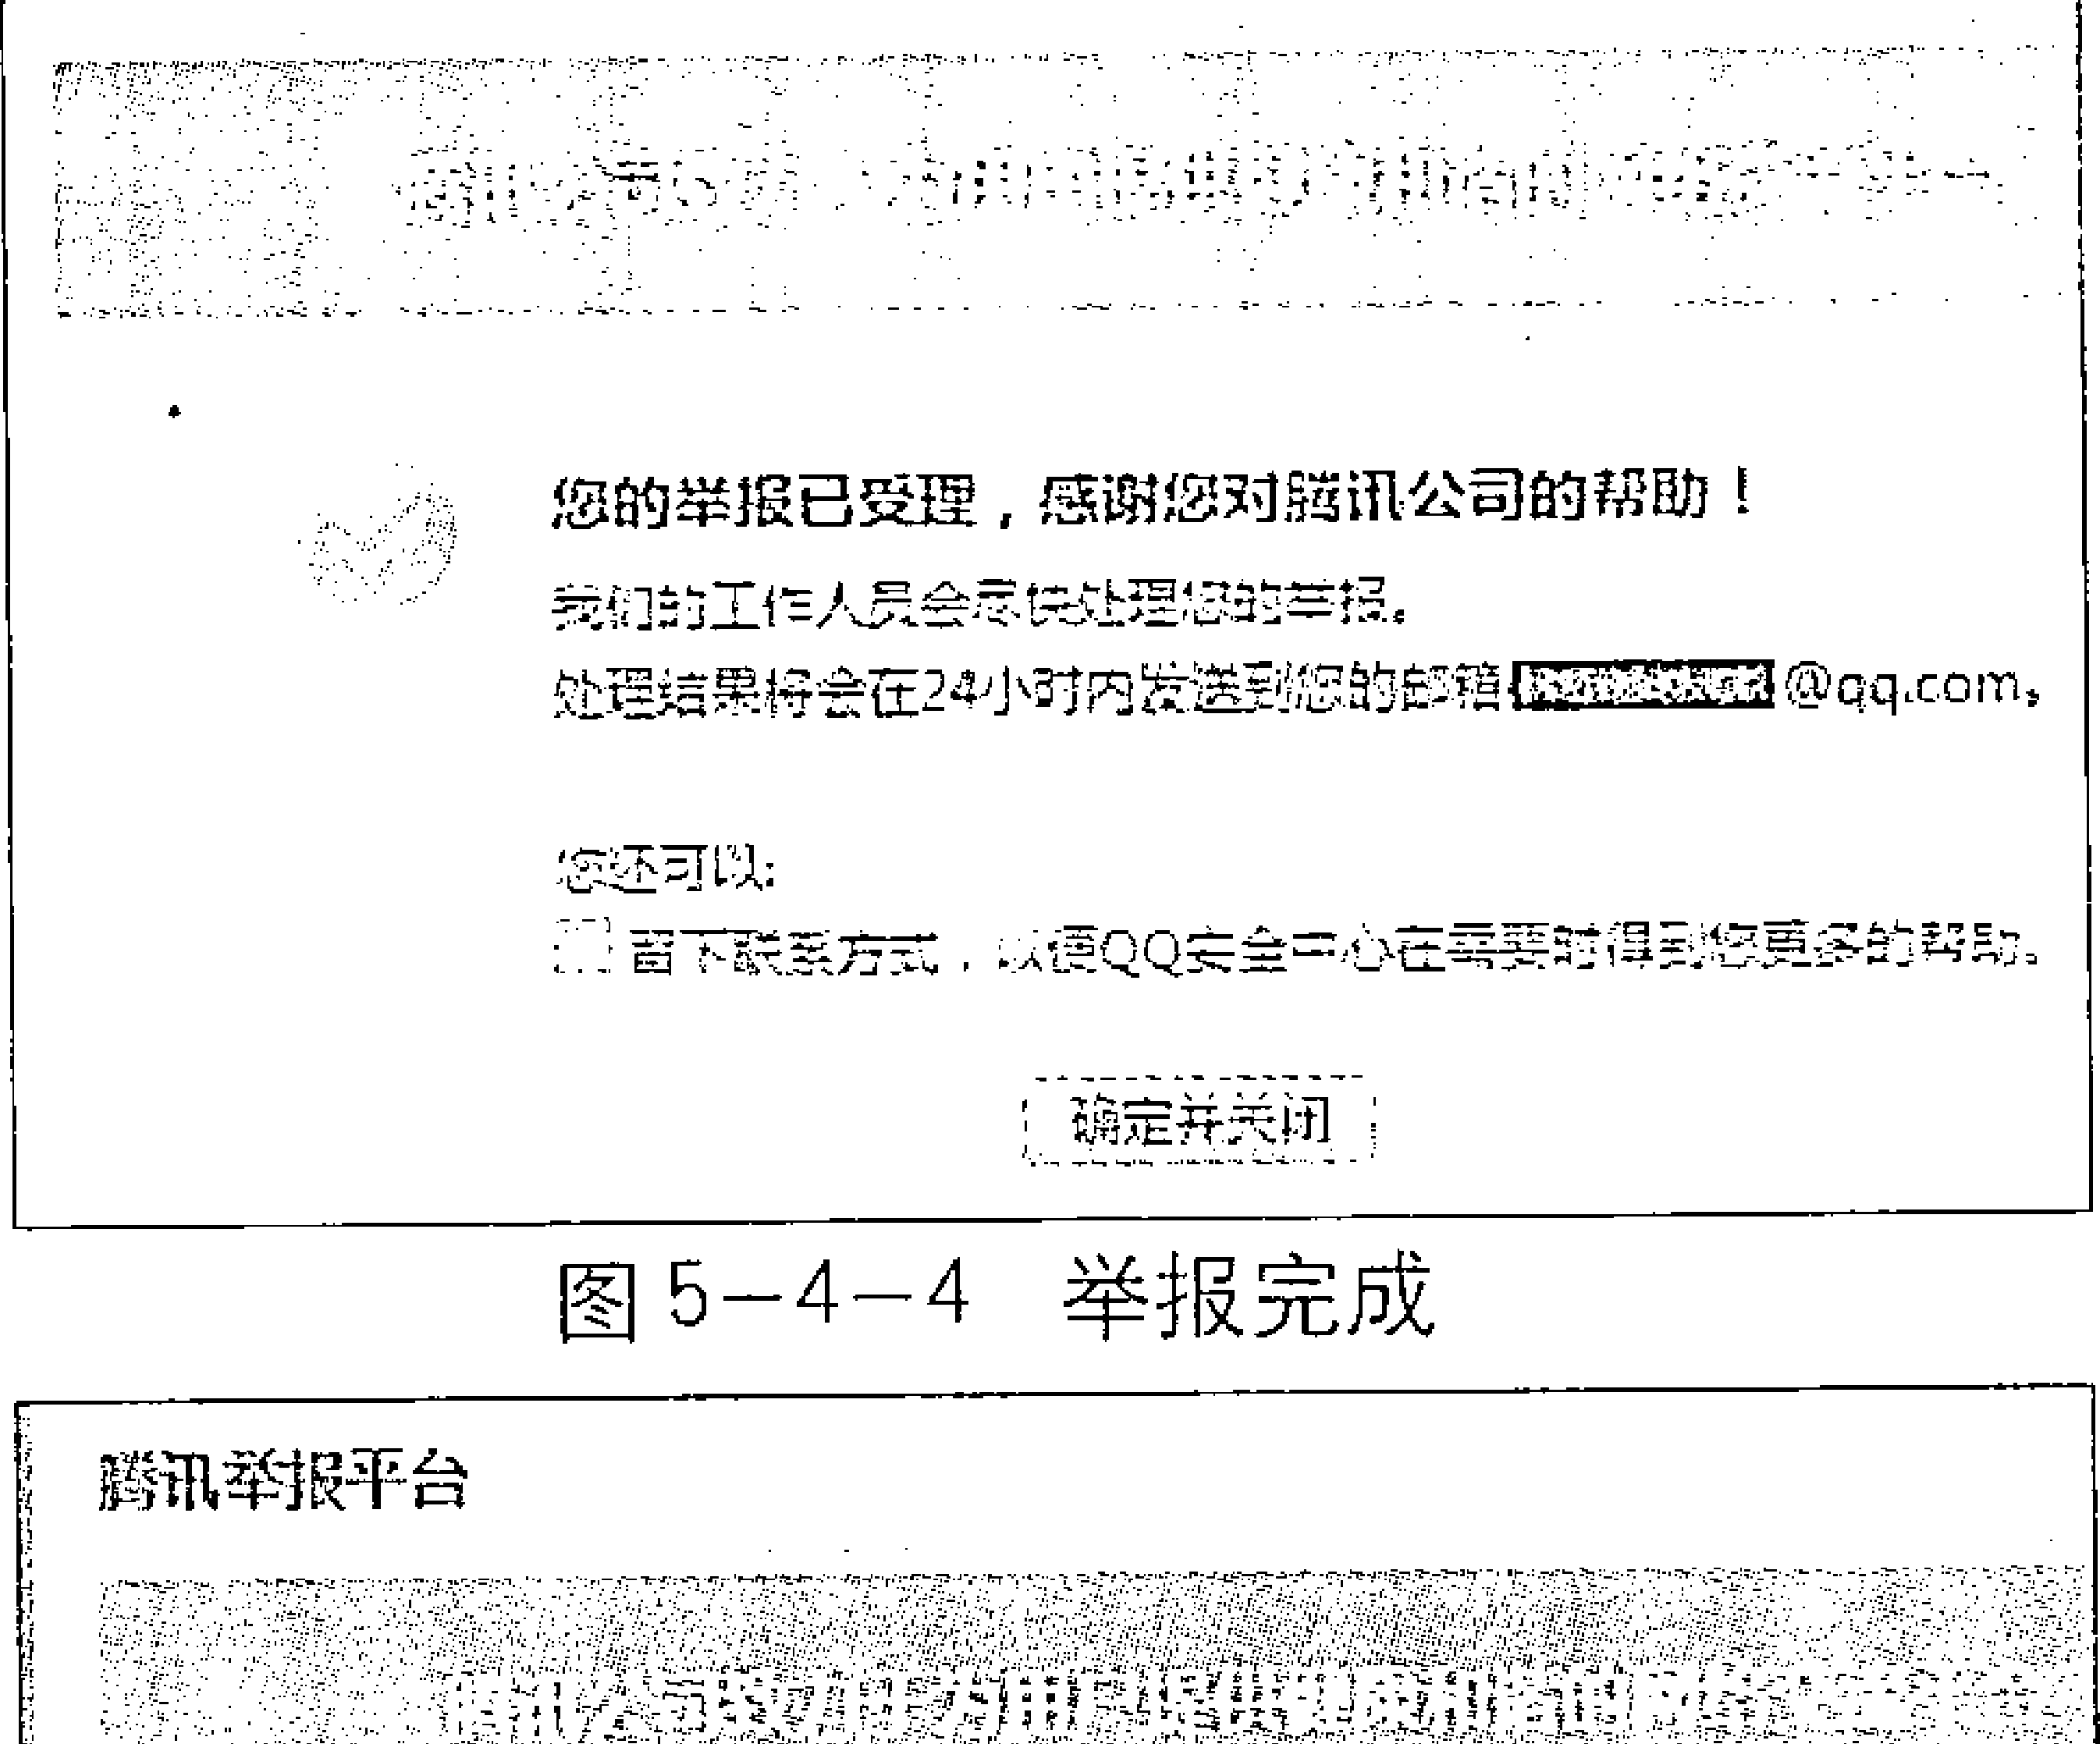 您的举报已受理，感谢您对腾讯公司的帮助！
我们的工作人员会尽快处理您的举报。
处理结果将会在24小时内发送到您的邮箱 @qq.com。
您还可以:
留下联系方式，以便QQ安全中心在需要时得到您更多的帮助。
确定并关闭
图 5-4-4 举报完成
腾讯举报平台